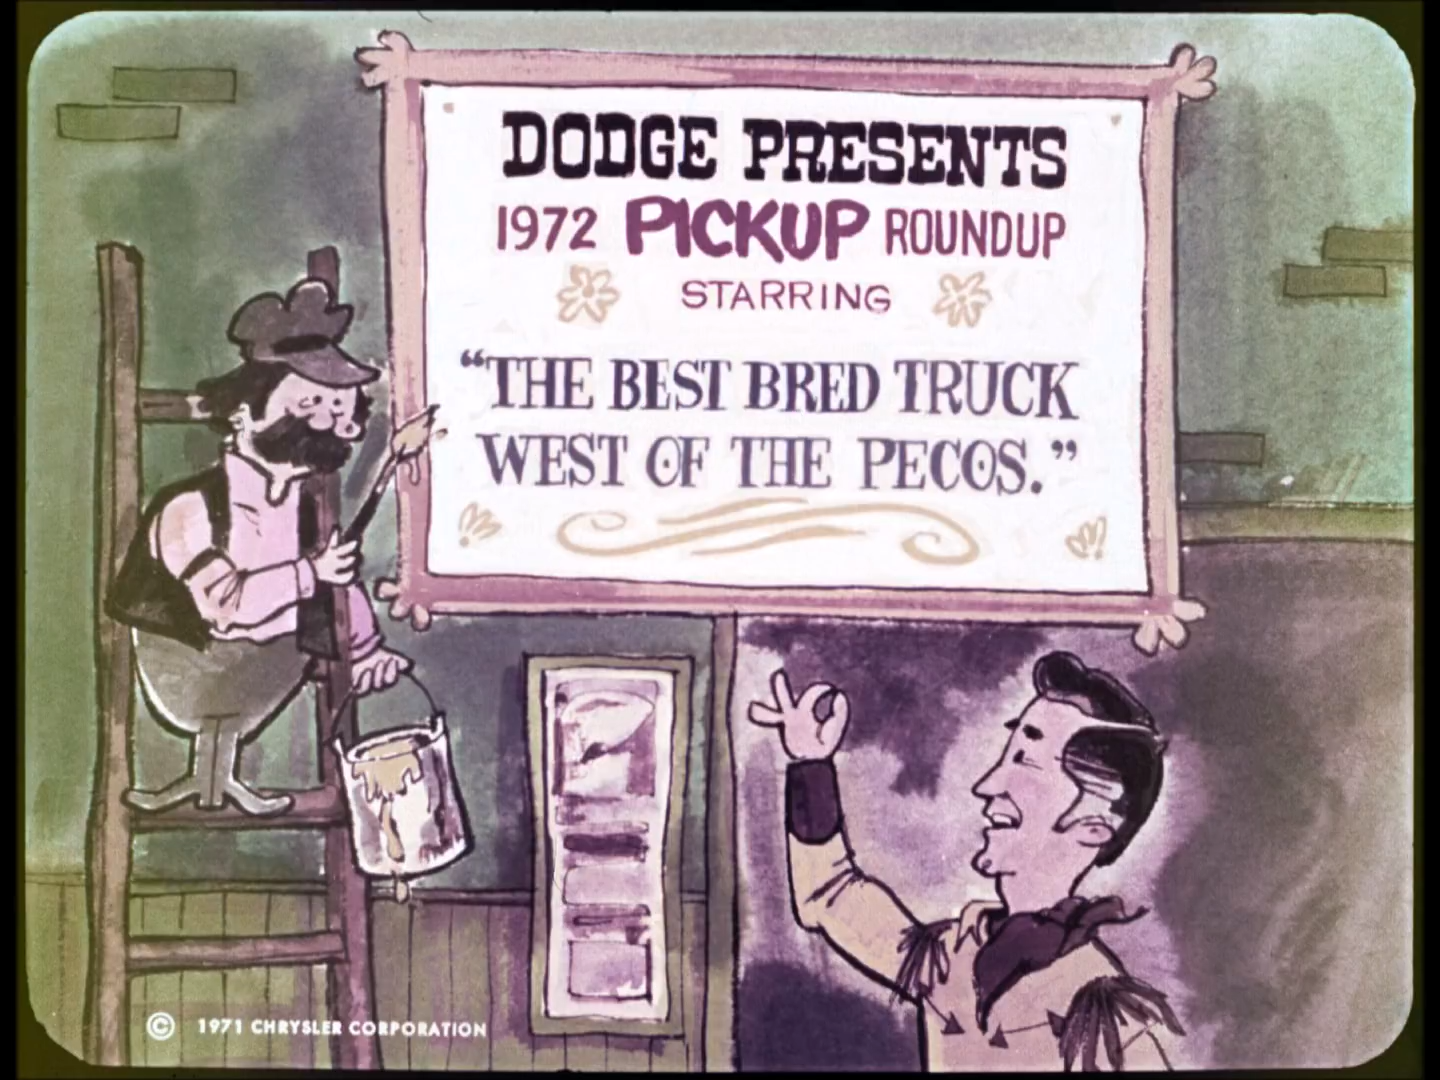 DODGE PRESENTS
1972 PICKUP ROUNDUP
STARRING
“THE BEST BRED TRUCK
WEST OF THE PECOS.”
© 1971 CHRYSLER CORPORATION